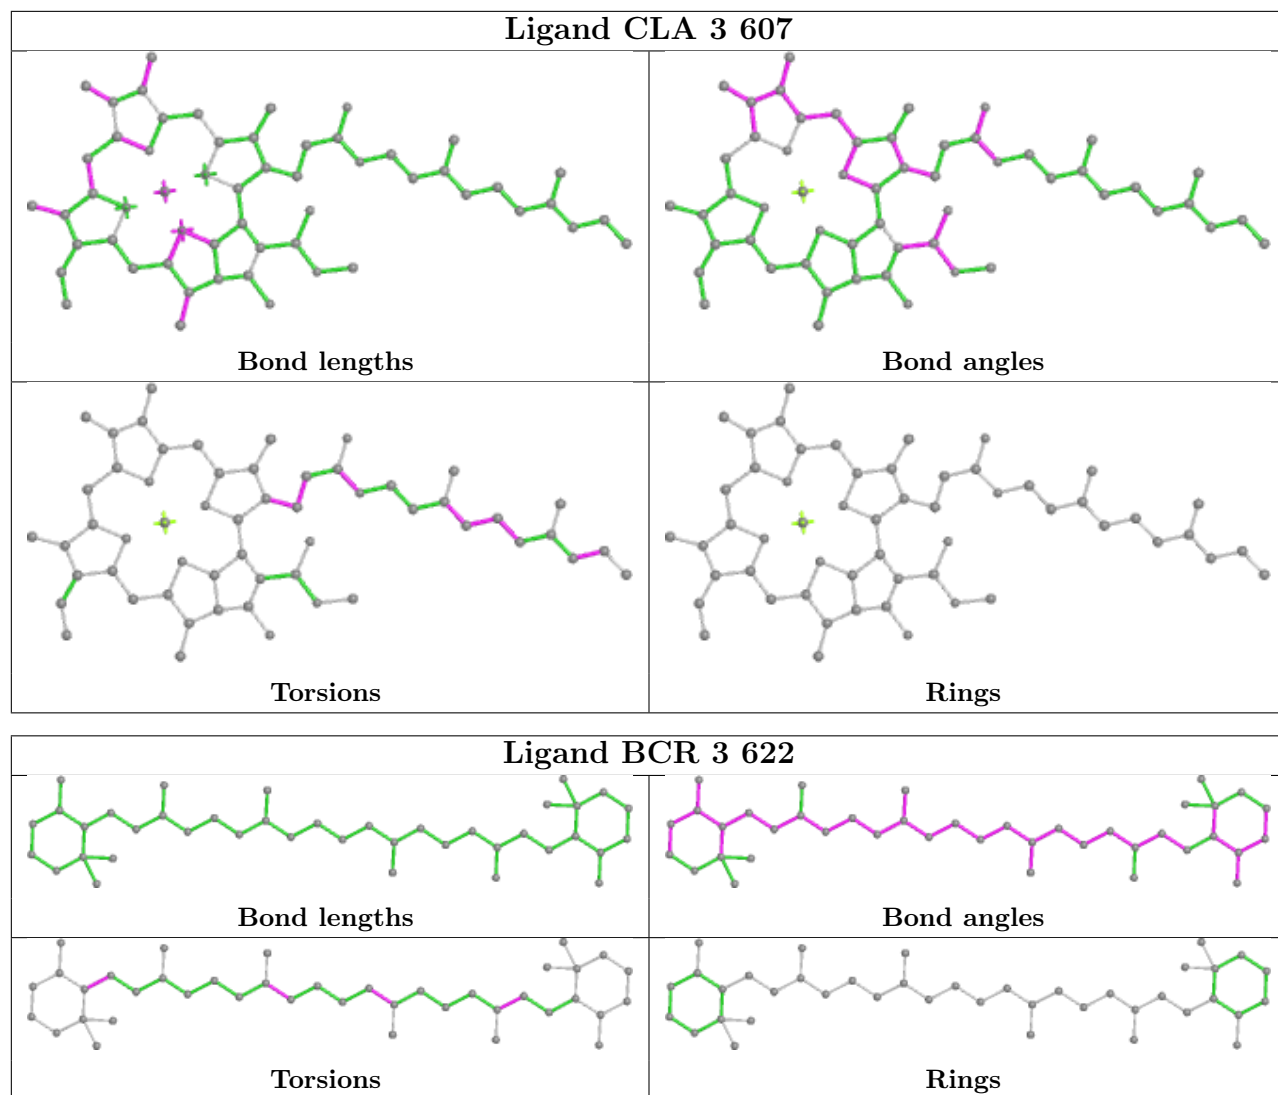 Ligand CLA 3 607
Bond lengths
Bond angles
Torsions
Rings
Ligand BCR 3 622
Bond lengths
Bond angles
Torsions
Rings